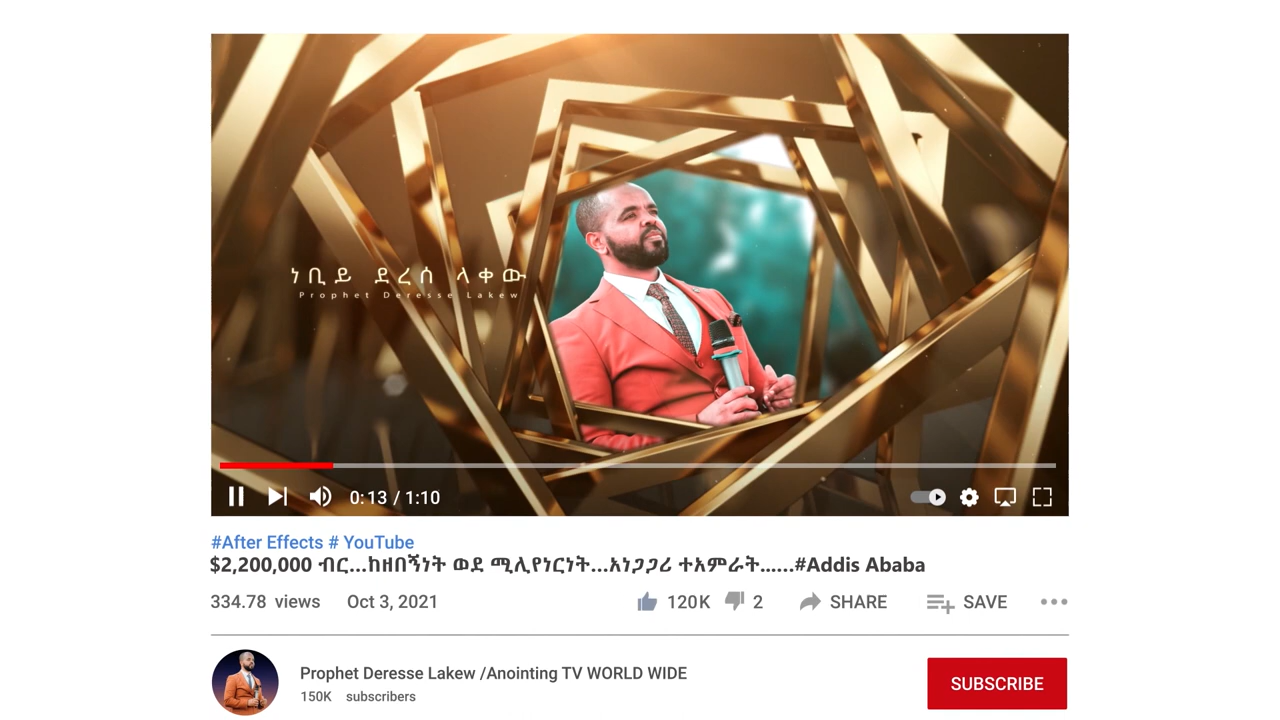 ነቢይ ደረሰ ላቀው
Prophet Deresse Lakew
0:13 / 1:10
#After Effects # YouTube
$2,200,000 ብር...ከዘበኝነት ወደ ሚሊየነርነት...አነጋጋሪ ተአምራት......#Addis Ababa
334.78 views Oct 3, 2021 120K 2 SHARE SAVE
Prophet Deresse Lakew /Anointing TV WORLD WIDE
150K subscribers
SUBSCRIBE